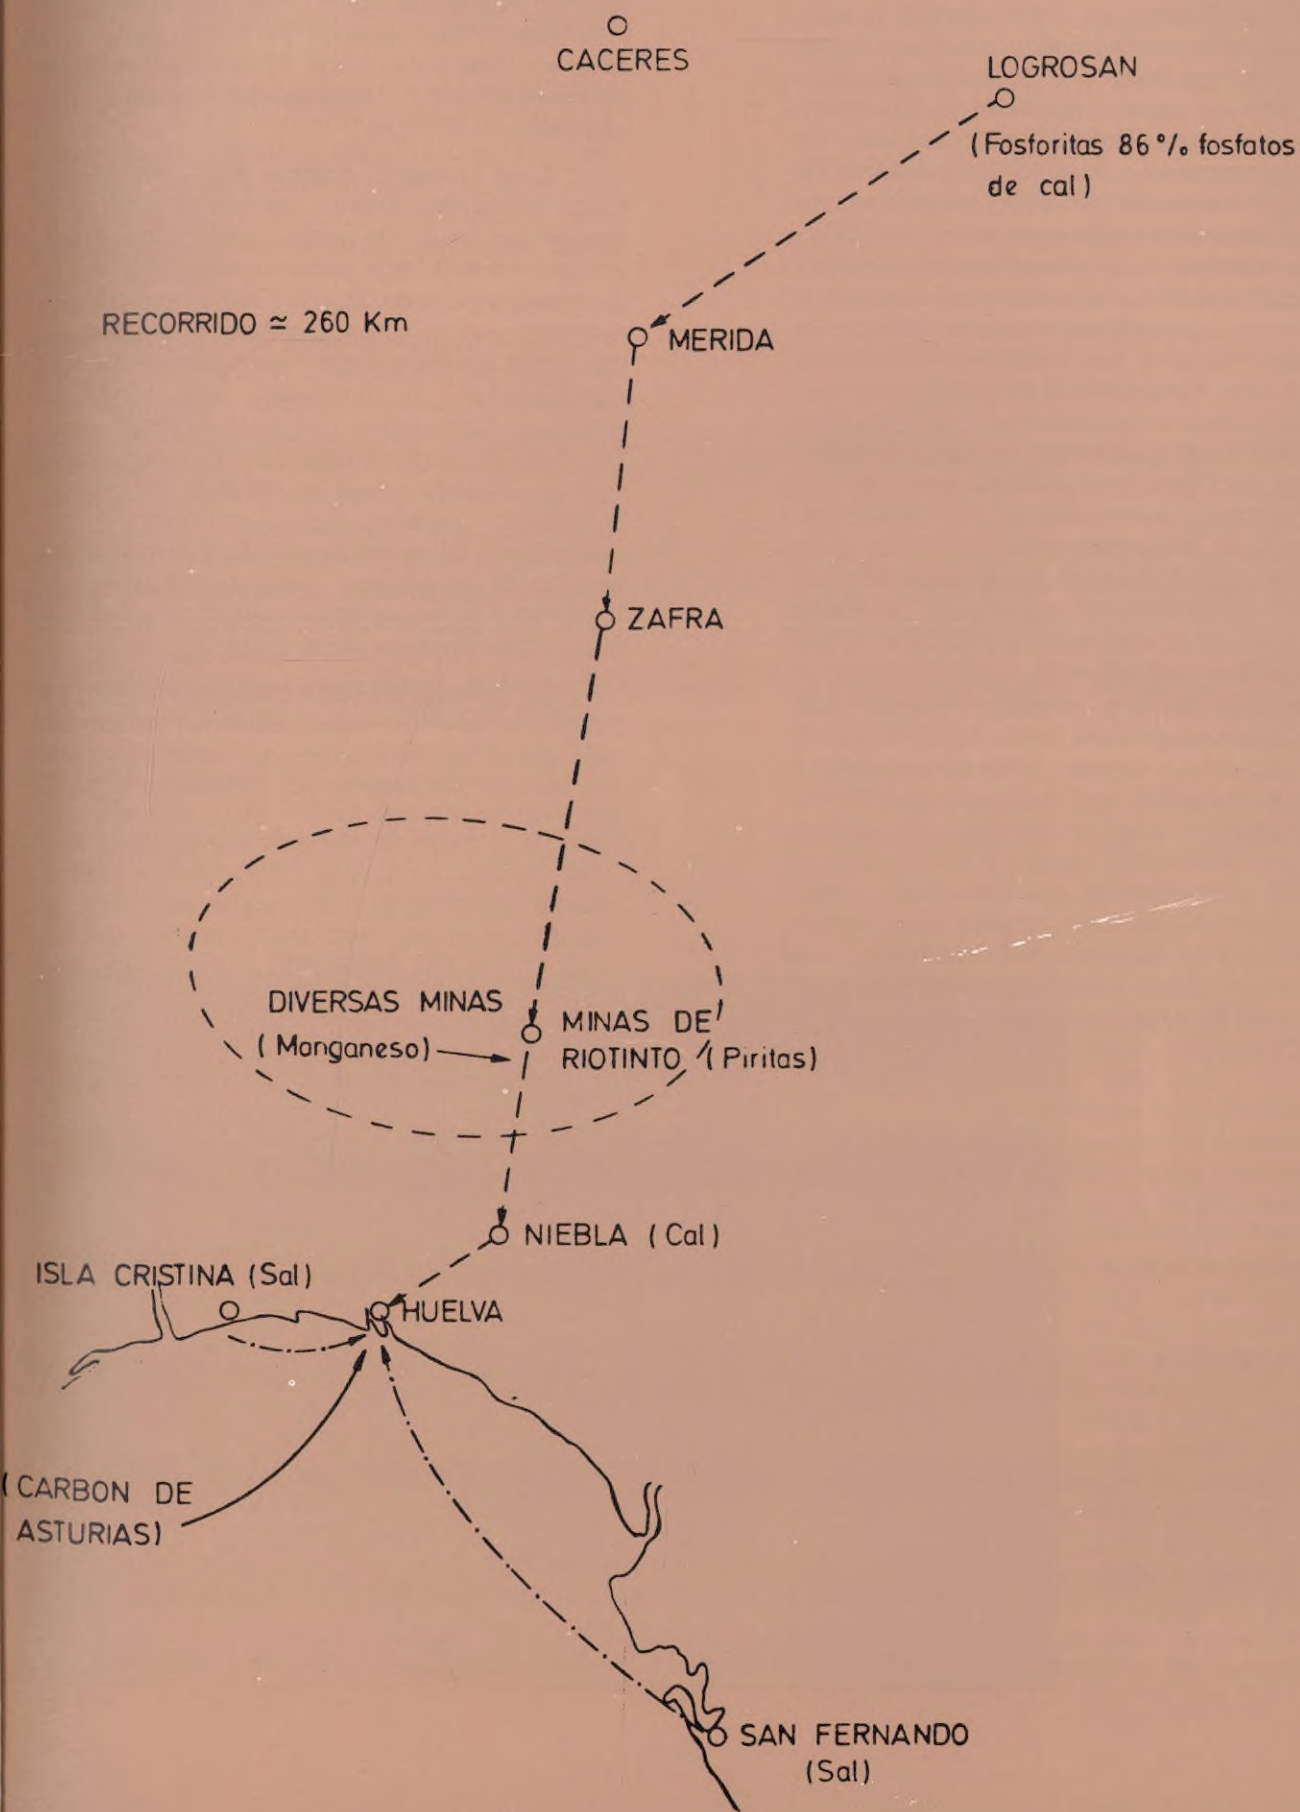 CACERES
LOGROSAN
(Fosforitas 86 % fosfatos
de cal)
RECORRIDO ≃ 260 Km
MERIDA
ZAFRA
DIVERSAS MINAS
(Manganeso)
MINAS DE
RIOTINTO (Piritas)
NIEBLA (Cal)
ISLA CRISTINA (Sal)
HUELVA
(CARBON DE
ASTURIAS)
SAN FERNANDO
(Sal)